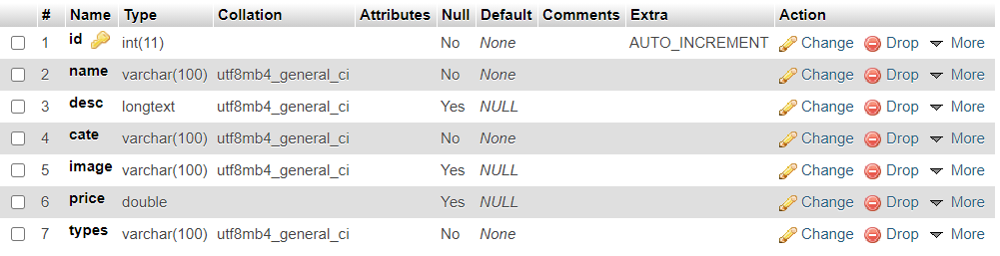 # Name Type Collation Attributes Null Default Comments Extra Action
1 id int(11) No None AUTO_INCREMENT Change Drop More
2 name varchar(100) utf8mb4_general_ci No None Change Drop More
3 desc longtext utf8mb4_general_ci Yes NULL Change Drop More
4 cate varchar(100) utf8mb4_general_ci No None Change Drop More
5 image varchar(100) utf8mb4_general_ci Yes NULL Change Drop More
6 price double Yes NULL Change Drop More
7 types varchar(100) utf8mb4_general_ci No None Change Drop More